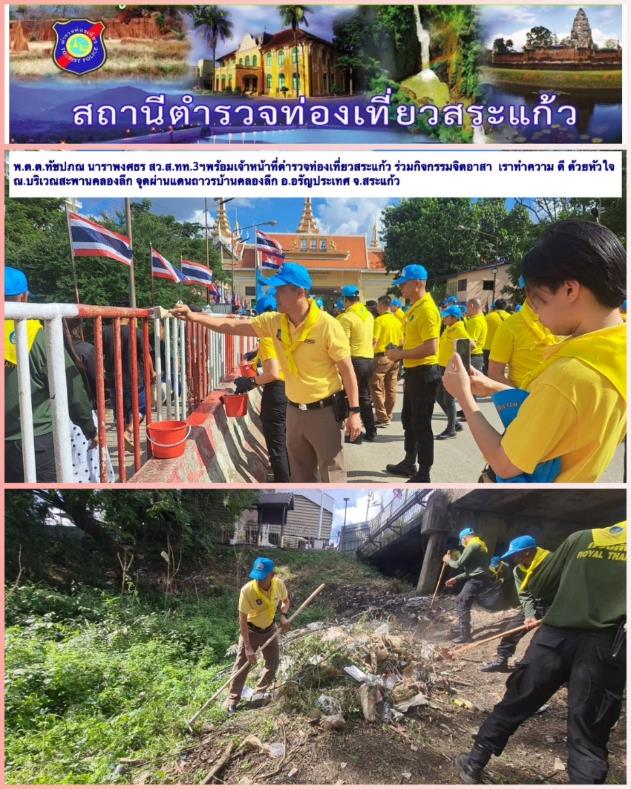 สถานีตำรวจท่องเที่ยวสระแก้ว
พ.ต.ต.ทัชปภณ นาราพงศธร สว.ส.ทท.3ฯพร้อมเจ้าหน้าที่ตำรวจท่องเที่ยวสระแก้ว ร่วมกิจกรรมจิตอาสา เราทำความ ดี ด้วยหัวใจ
ณ.บริเวณสะพานคลองลึก จุดผ่านแดนถาวรบ้านคลองลึก อ.อรัญประเทศ จ.สระแก้ว
ROYAL THAI